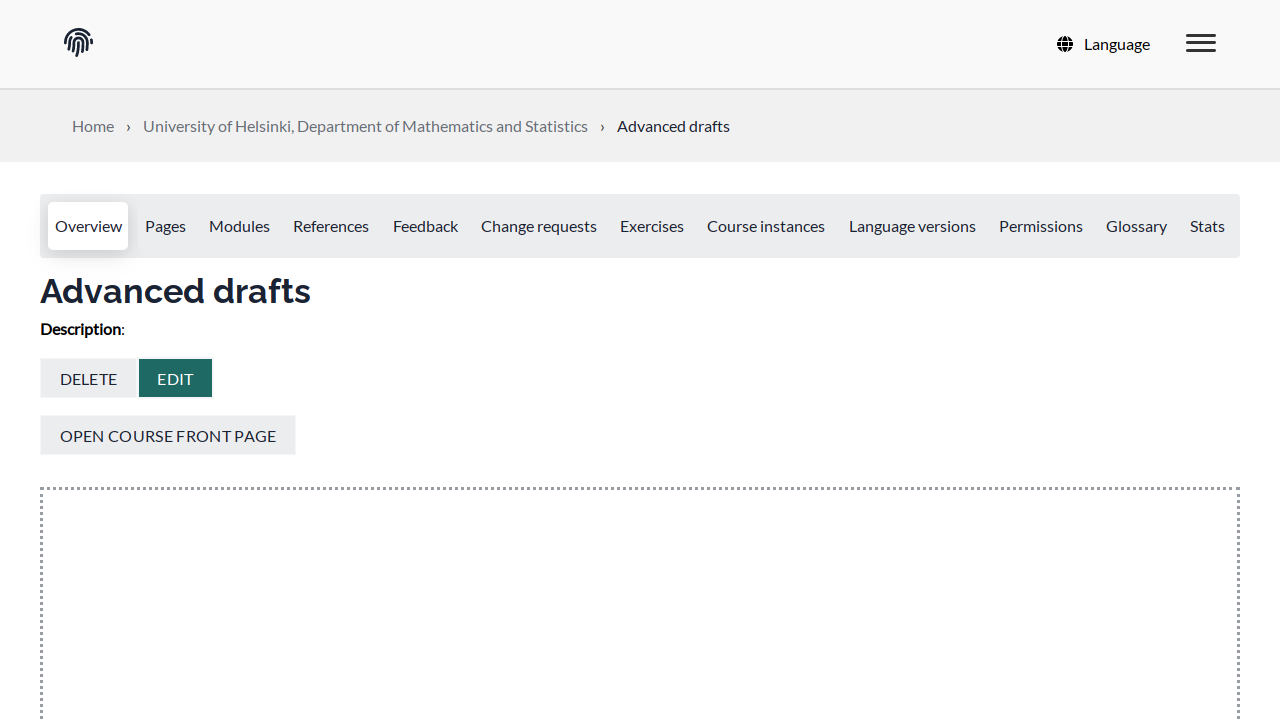 Language
Home › University of Helsinki, Department of Mathematics and Statistics › Advanced drafts
Overview Pages Modules References Feedback Change requests Exercises Course instances Language versions Permissions Glossary Stats
Advanced drafts
Description:
DELETE EDIT
OPEN COURSE FRONT PAGE